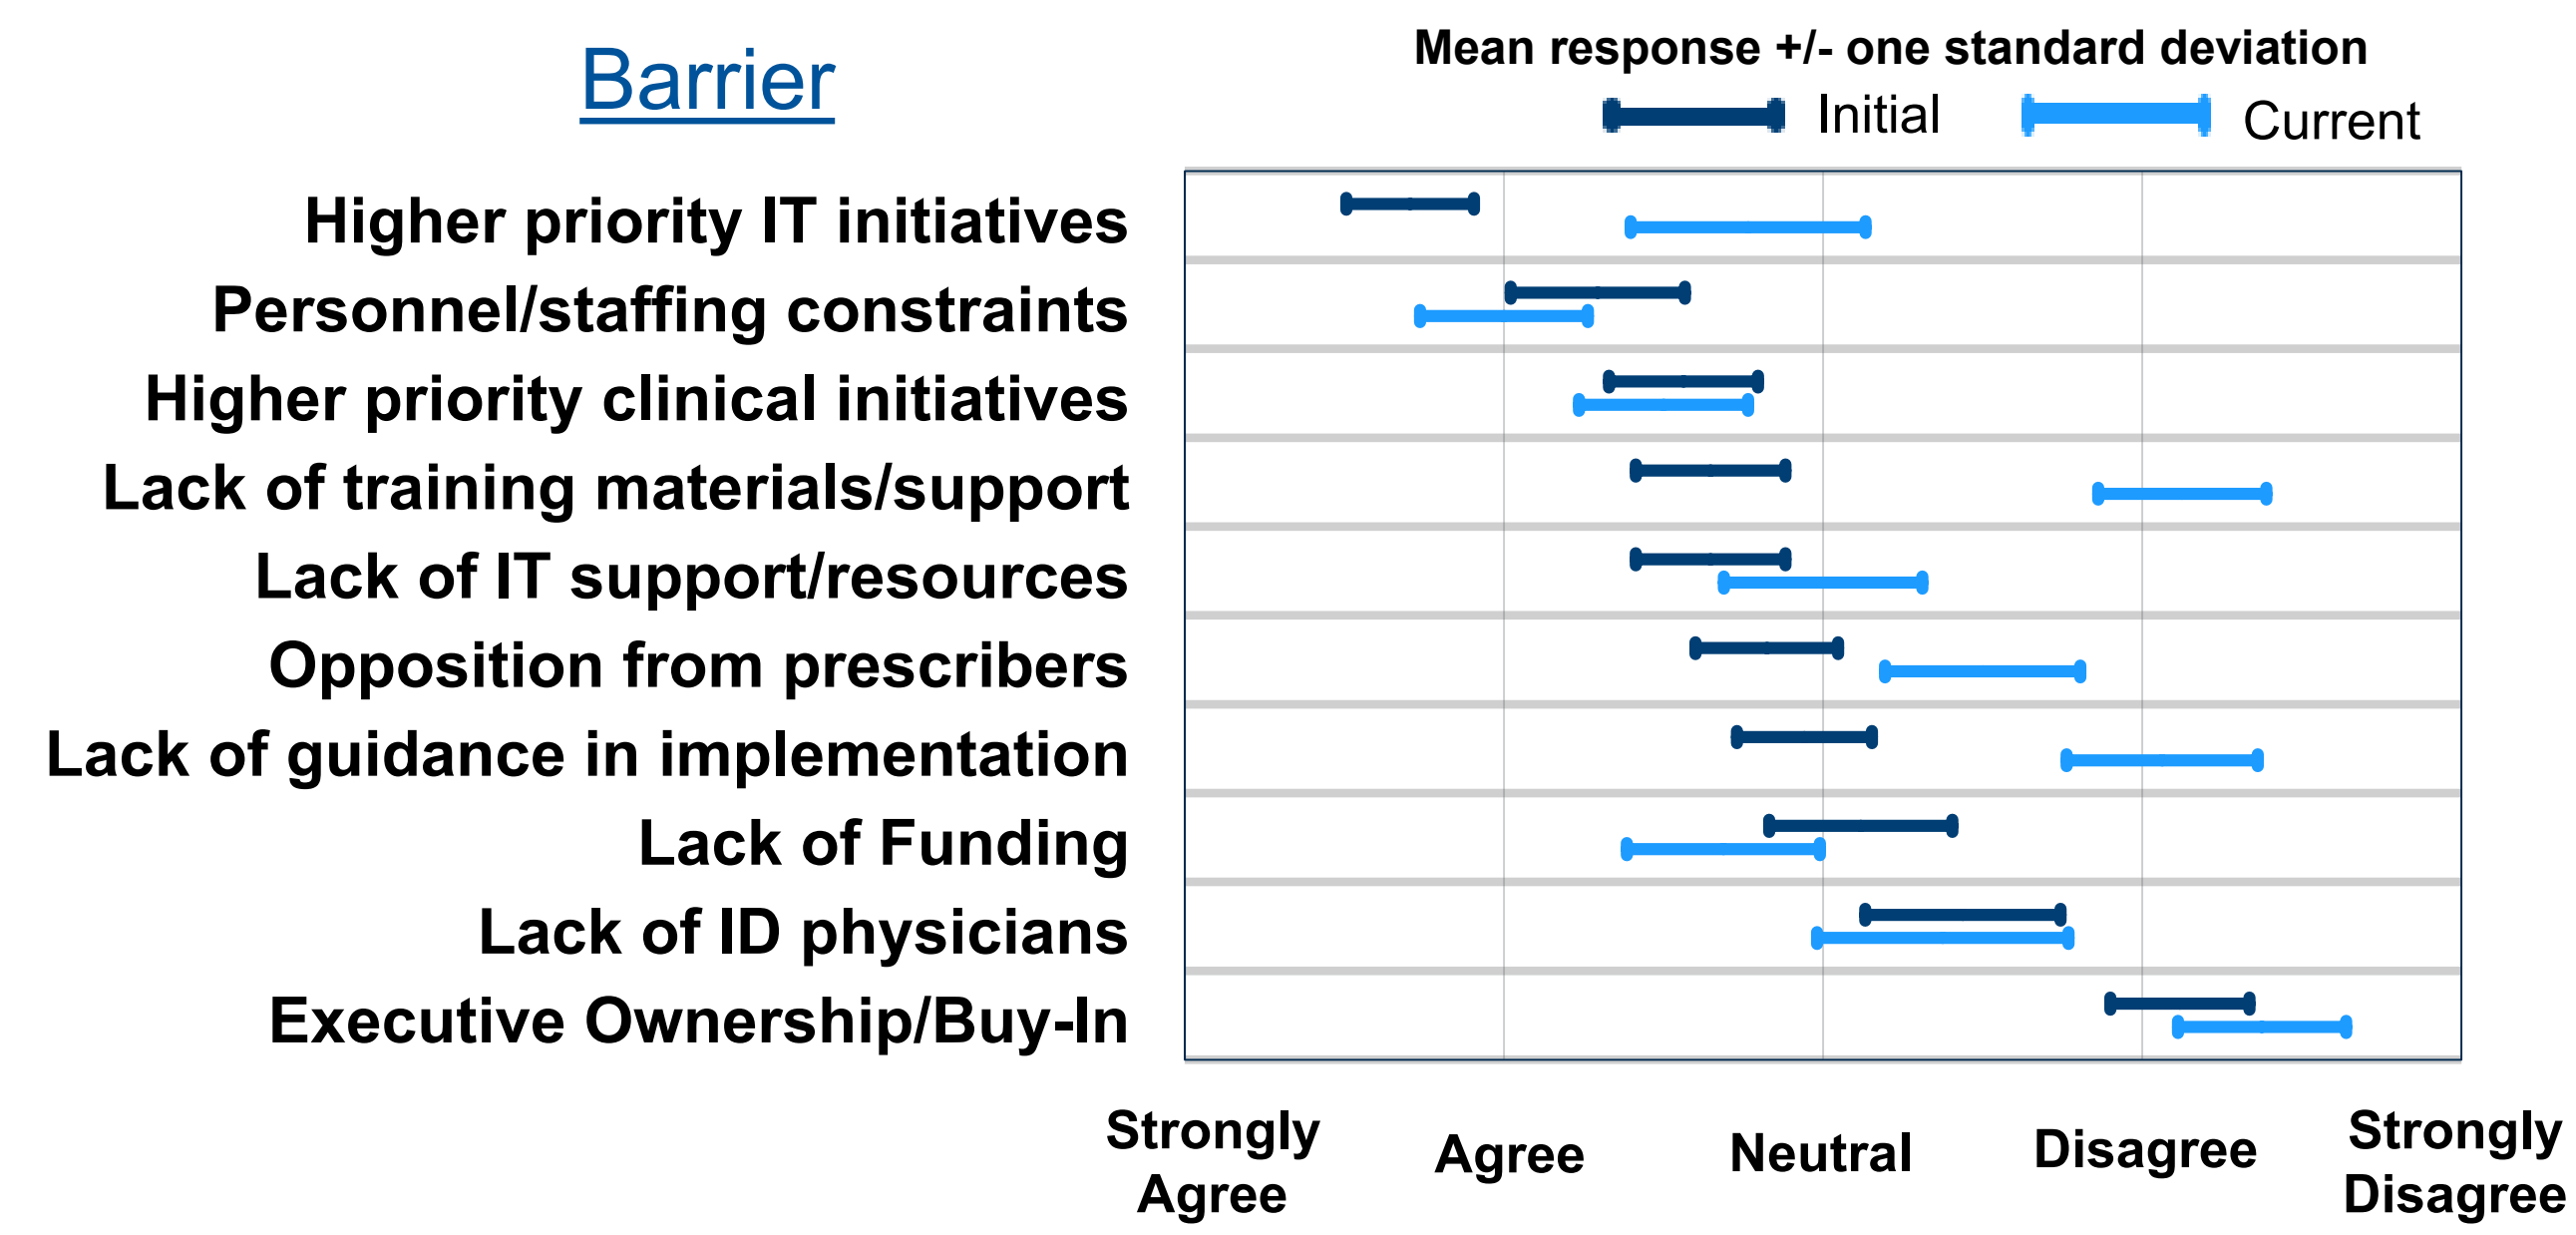 Barrier
Mean response +/- one standard deviation
Initial
Current
Higher priority IT initiatives
Personnel/staffing constraints
Higher priority clinical initiatives
Lack of training materials/support
Lack of IT support/resources
Opposition from prescribers
Lack of guidance in implementation
Lack of Funding
Lack of ID physicians
Executive Ownership/Buy-In
Strongly
Agree
Agree
Neutral
Disagree
Strongly
Disagree